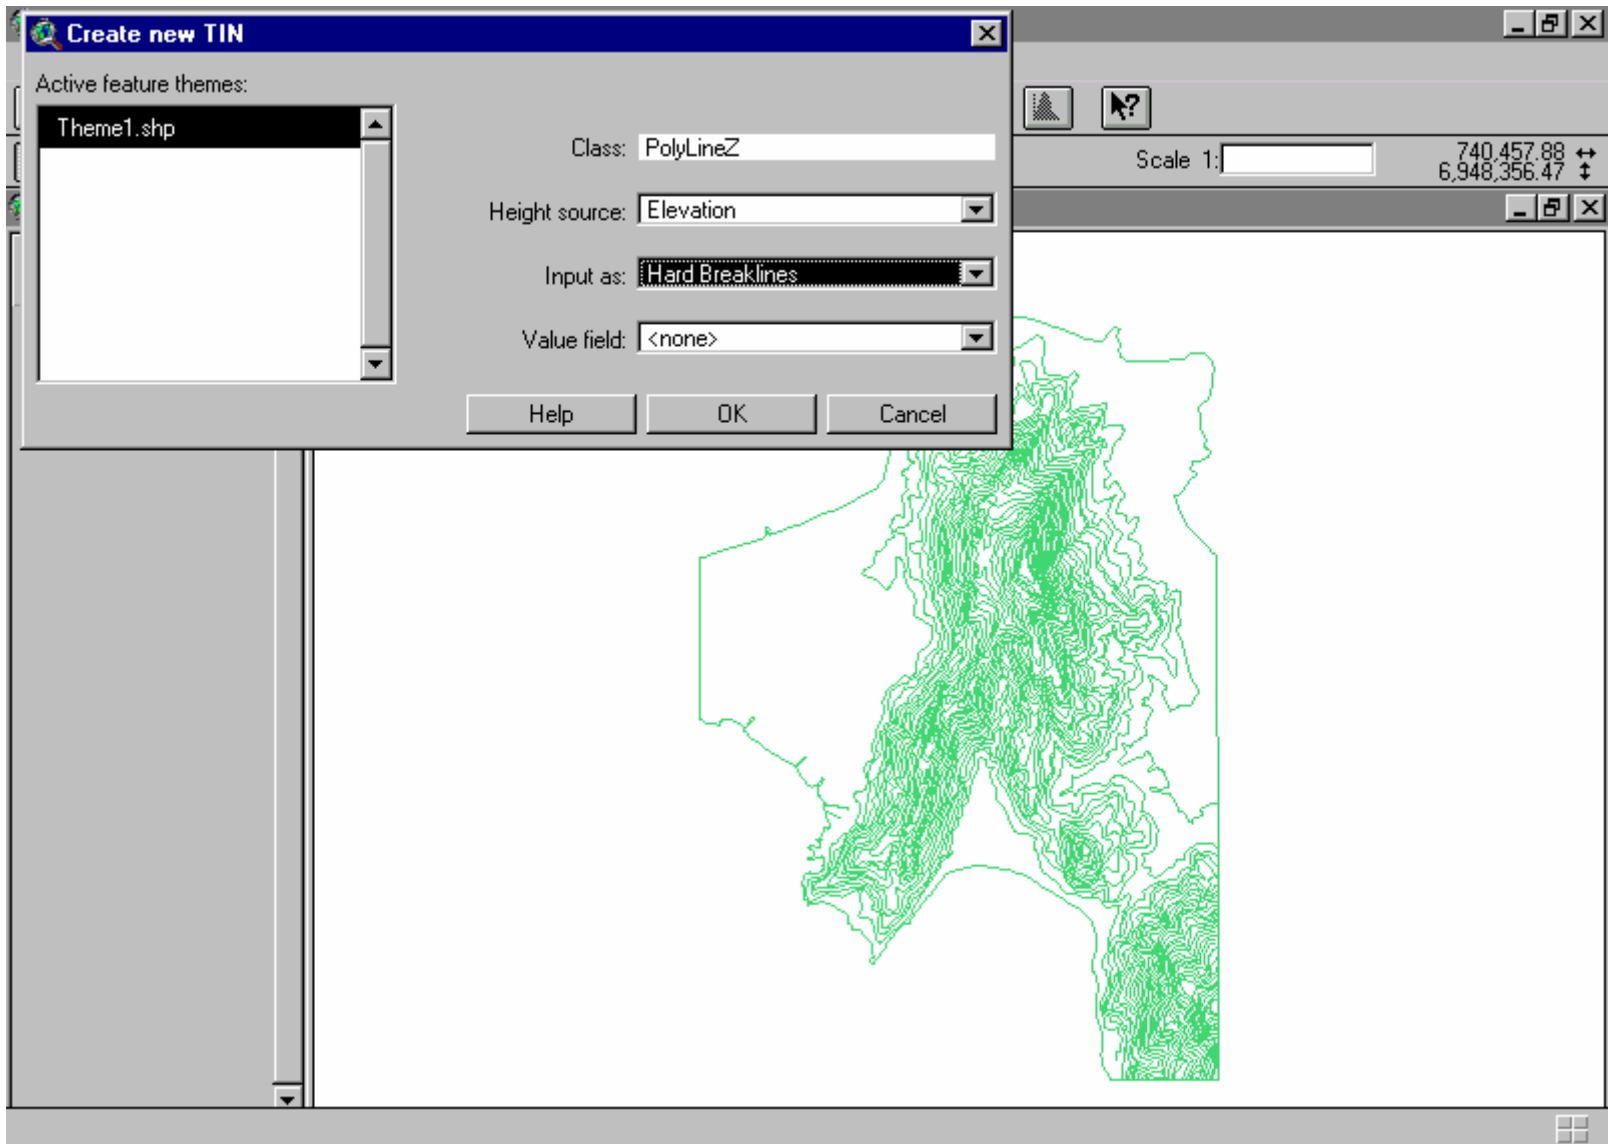 Create new TIN
Active feature themes:
Theme1.shp
Class: PolyLineZ
Height source: Elevation
Input as: Hard Breaklines
Value field: <none>
Help OK Cancel
Scale 1:
740,457.88
6,948,356.47